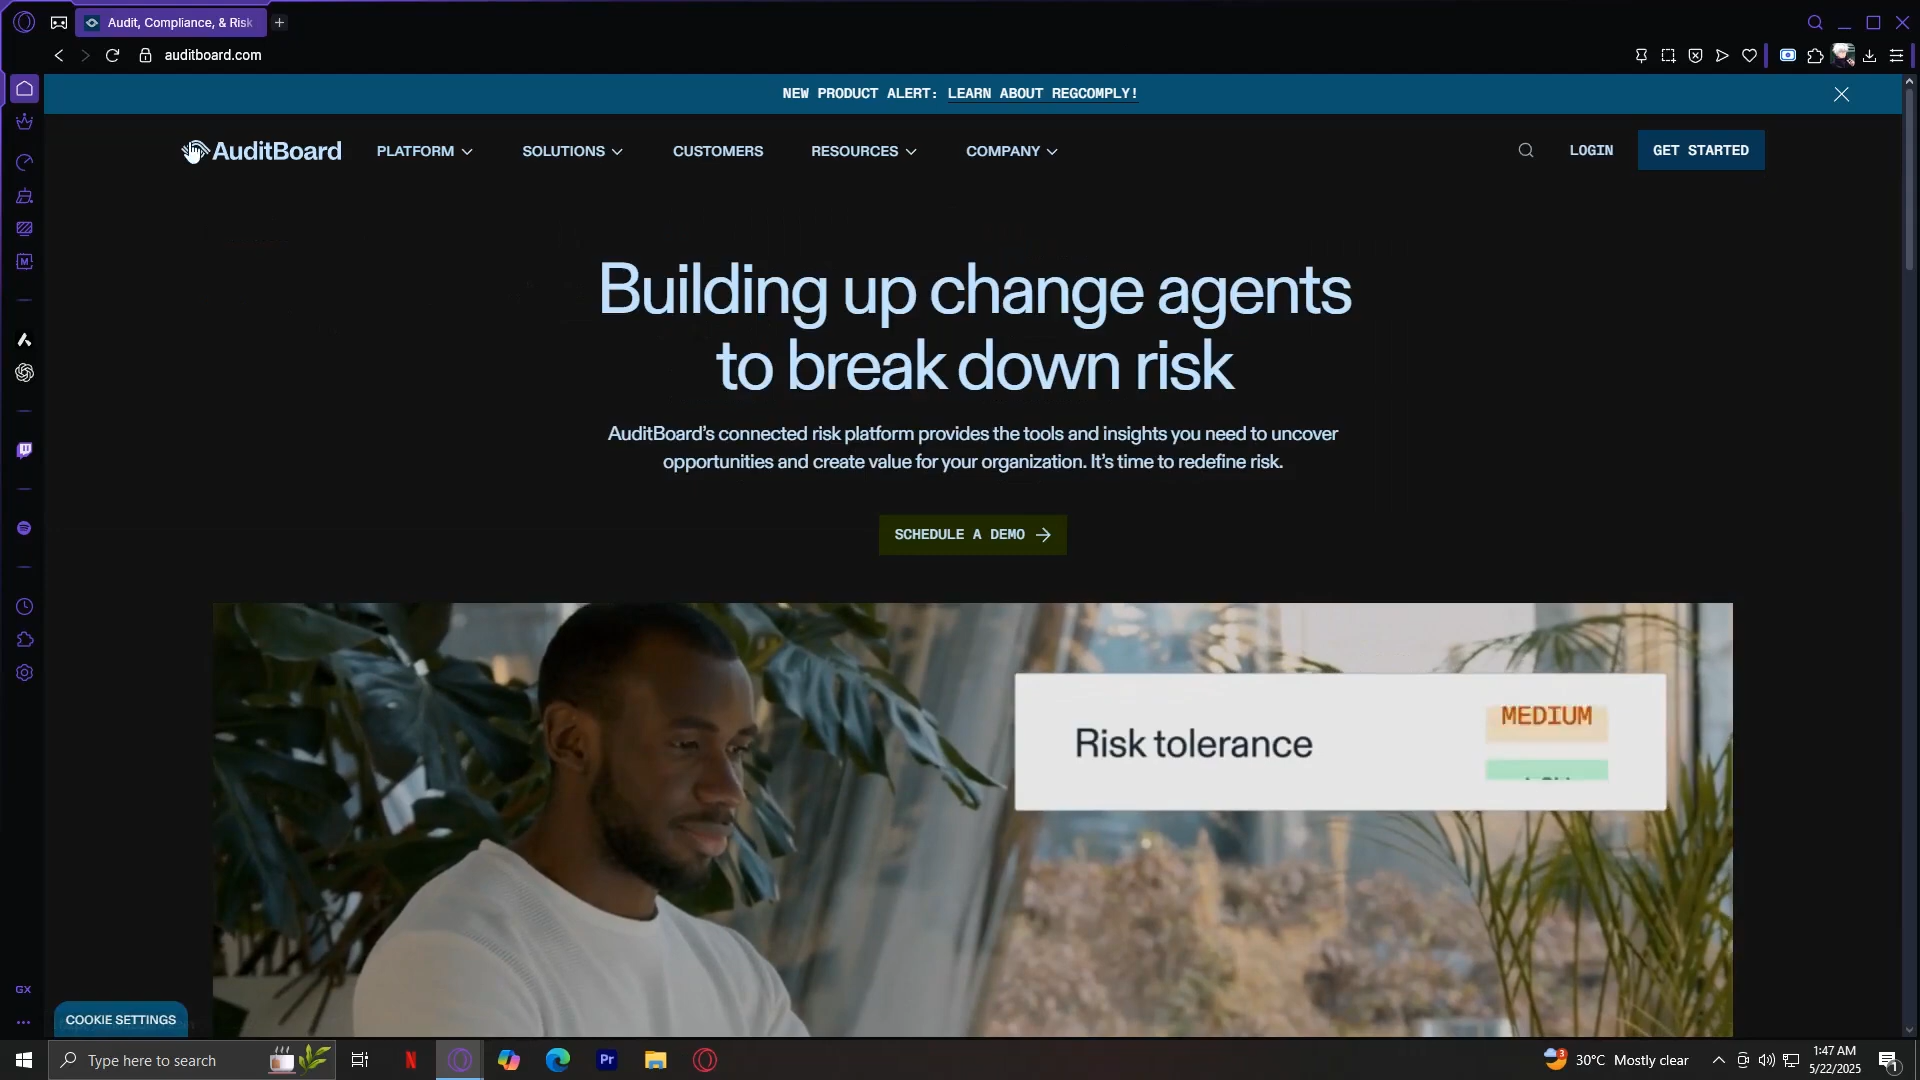 Audit, Compliance, & Risk
auditboard.com
NEW PRODUCT ALERT: LEARN ABOUT REGCOMPLY!
AuditBoard PLATFORM SOLUTIONS CUSTOMERS RESOURCES COMPANY LOGIN GET STARTED
Building up change agents
to break down risk
AuditBoard's connected risk platform provides the tools and insights you need to uncover
opportunities and create value for your organization. It's time to redefine risk.
SCHEDULE A DEMO
Risk tolerance
MEDIUM
GX
COOKIE SETTINGS
Type here to search
N
Pr
3
30°C Mostly clear
1:47 AM
5/22/2025
1
M